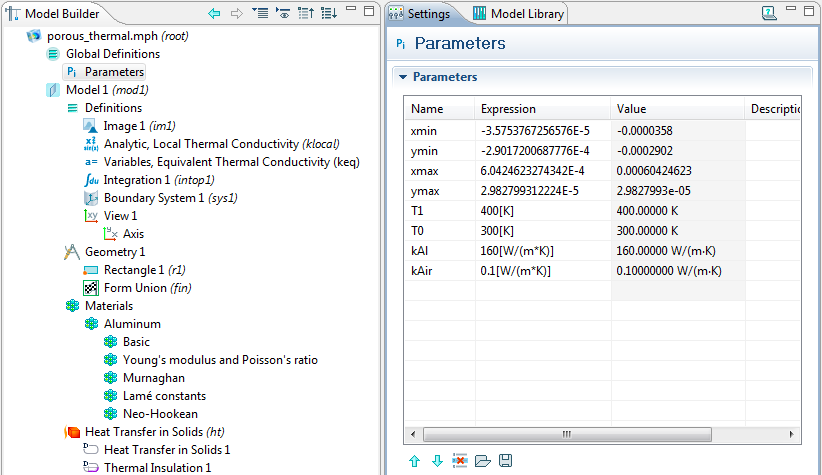 Model Builder
porous_thermal.mph (root)
Global Definitions
Pi Parameters
Model 1 (mod1)
Definitions
Image 1 (im1)
Analytic, Local Thermal Conductivity (klocal)
a= Variables, Equivalent Thermal Conductivity (keq)
∫du Integration 1 (intop1)
Boundary System 1 (sys1)
xy View 1
Axis
Geometry 1
Rectangle 1 (r1)
Form Union (fin)
Materials
Aluminum
Basic
Young's modulus and Poisson's ratio
Murnaghan
Lamé constants
Neo-Hookean
Heat Transfer in Solids (ht)
D Heat Transfer in Solids 1
D Thermal Insulation 1
Settings Model Library
Pi Parameters
Parameters
Name Expression Value Descriptio
xmin -3.5753767256576E-5 -0.0000358
ymin -2.9017200687776E-4 -0.0002902
xmax 6.0424623274342E-4 0.00060424623
ymax 2.982799312224E-5 2.9827993e-05
T1 400[K] 400.00000 K
T0 300[K] 300.00000 K
kAl 160[W/(m*K)] 160.00000 W/(m·K)
kAir 0.1[W/(m*K)] 0.10000000 W/(m·K)